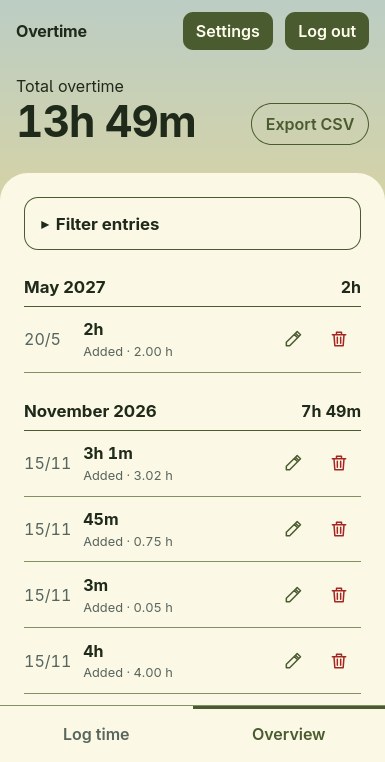 Overtime Settings Log out
Total overtime
13h 49m
Export CSV
▸ Filter entries
May 2027 2h
20/5 2h
Added · 2.00 h
November 2026 7h 49m
15/11 3h 1m
Added · 3.02 h
15/11 45m
Added · 0.75 h
15/11 3m
Added · 0.05 h
15/11 4h
Added · 4.00 h
Log time Overview